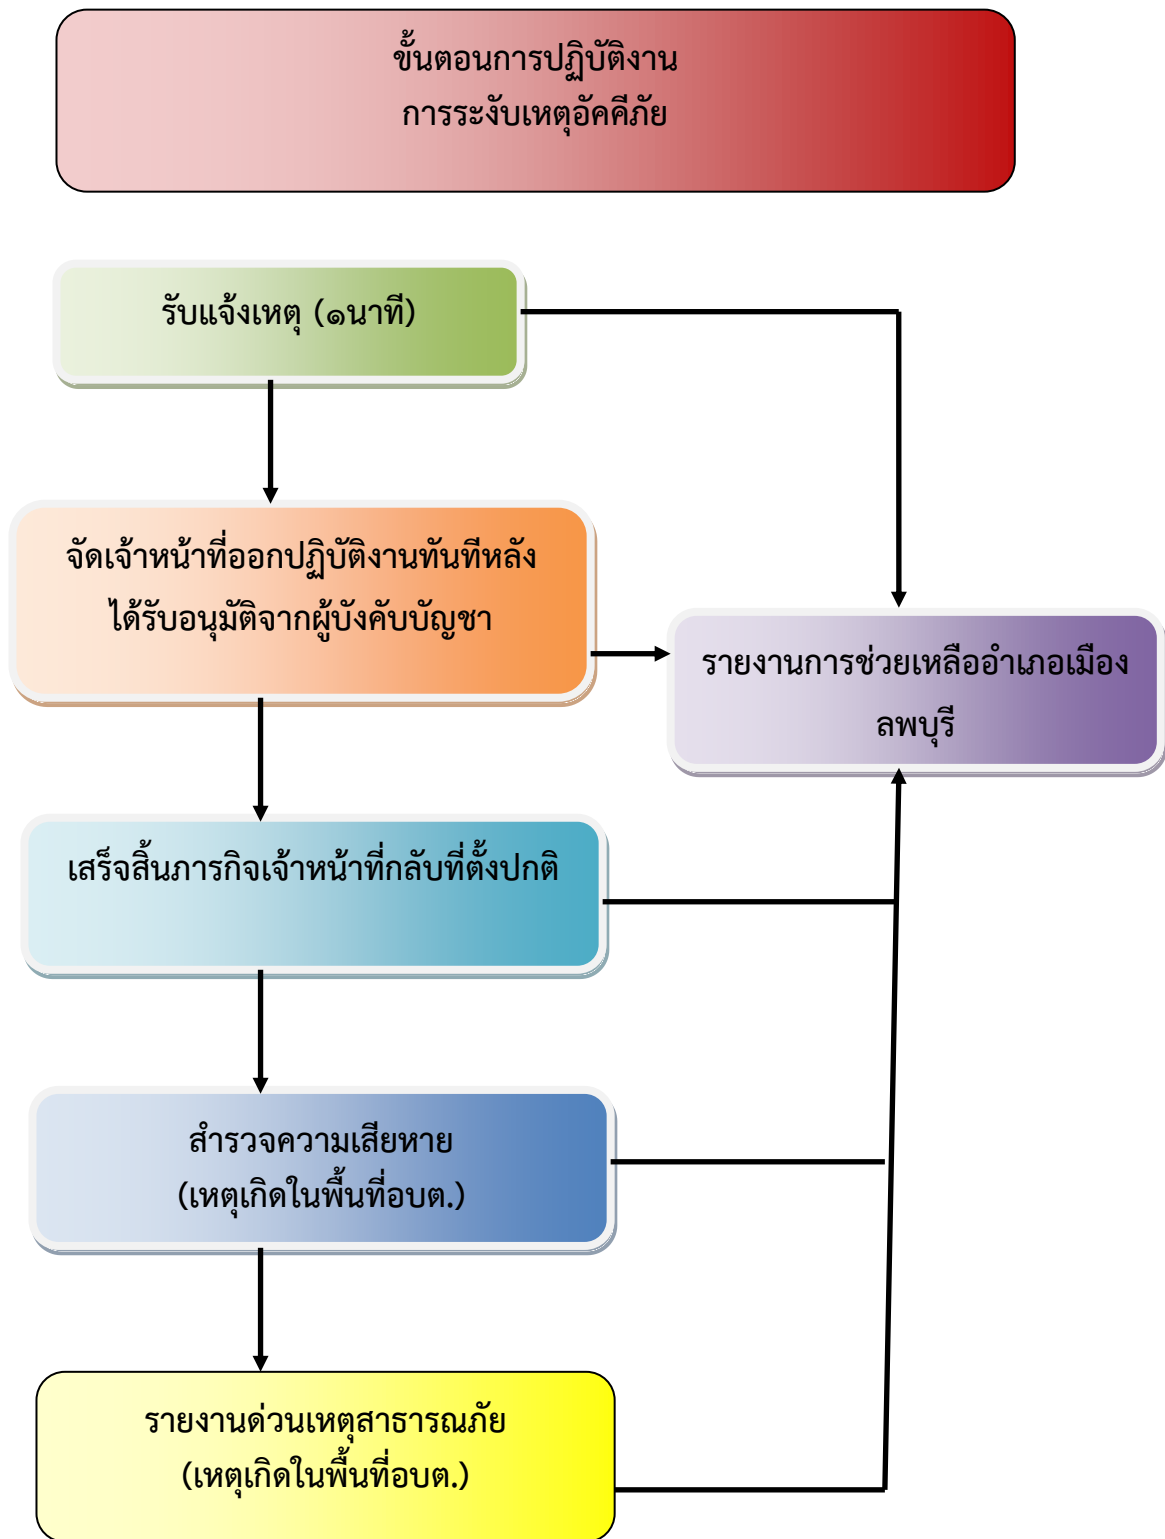 ขั้นตอนการปฏิบัติงาน
การระงับเหตุอัคคีภัย
รับแจ้งเหตุ (๑นาที)
จัดเจ้าหน้าที่ออกปฏิบัติงานทันทีหลัง
ได้รับอนุมัติจากผู้บังคับบัญชา
รายงานการช่วยเหลืออำเภอเมือง
ลพบุรี
เสร็จสิ้นภารกิจเจ้าหน้าที่กลับที่ตั้งปกติ
สำรวจความเสียหาย
(เหตุเกิดในพื้นที่อบต.)
รายงานด่วนเหตุสาธารณภัย
(เหตุเกิดในพื้นที่อบต.)